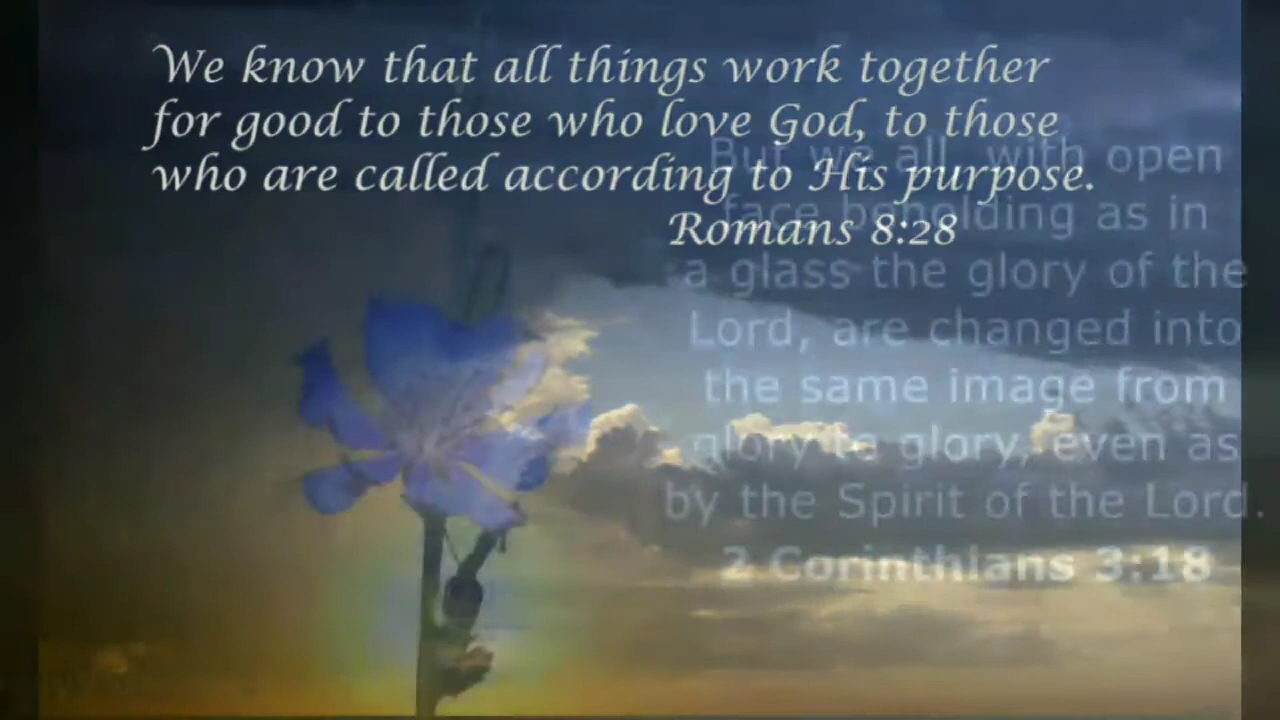 We know that all things work together
for good to those who love God, to those
who are called according to His purpose.
Romans 8:28
But we all, with open
face beholding as in
a glass the glory of the
Lord, are changed into
the same image from
glory to glory, even as
by the Spirit of the Lord.
2 Corinthians 3:18